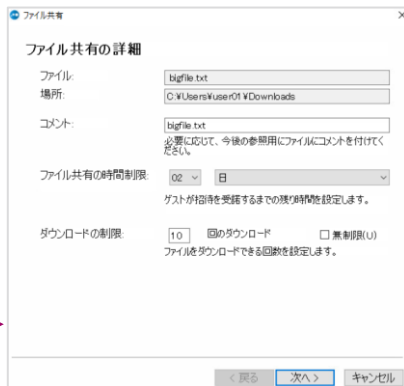 ファイル共有
ファイル共有の詳細
ファイル: bigfile.txt
場所: C:¥Users¥user01¥Downloads
コメント: bigfile.txt
必要に応じて、今後の参照用にファイルにコメントを付けてく
ださい。
ファイル共有の時間制限: 02 日
ゲストが招待を受諾するまでの残り時間を設定します。
ダウンロードの制限: 10 回のダウンロード 無制限(U)
ファイルをダウンロードできる回数を設定します。
< 戻る 次へ > キャンセル